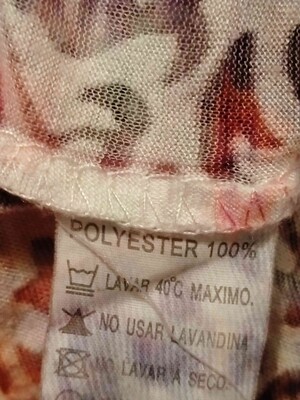 POLYESTER 100%
LAVAR 40°C MAXIMO.
NO USAR LAVANDINA
NO LAVAR A SECO.